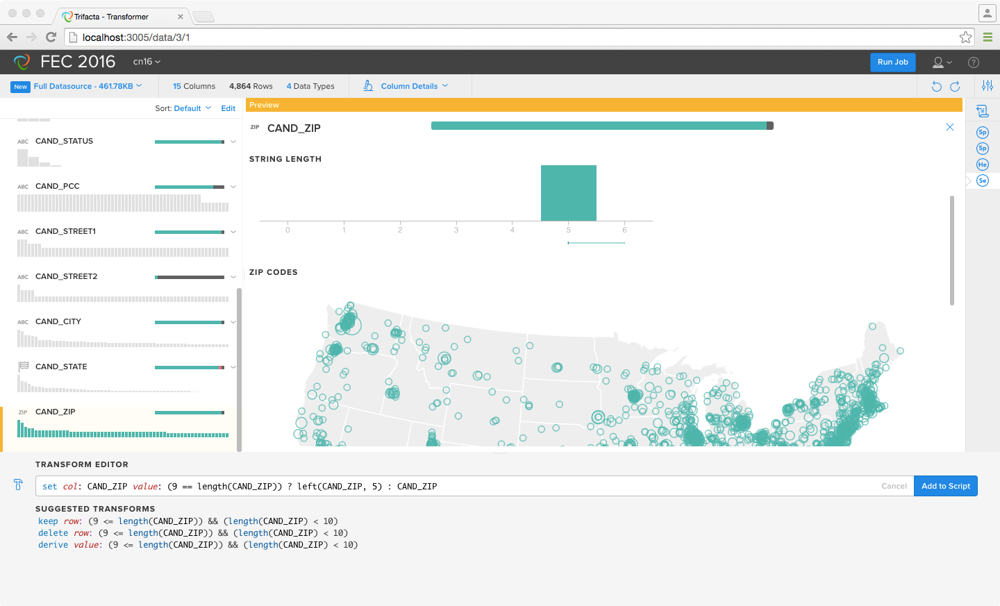 Trifacta - Transformer
localhost:3005/data/3/1
FEC 2016 cn16 Run Job ?
New Full Datasource - 461.78KB 15 Columns 4,864 Rows 4 Data Types Column Details
Sort: Default Edit
Preview
ZIP CAND_ZIP
STRING LENGTH
0 1 2 3 4 5 6
ZIP CODES
ABC CAND_STATUS
ABC CAND_PCC
ABC CAND_STREET1
ABC CAND_STREET2
ABC CAND_CITY
CAND_STATE
ZIP CAND_ZIP
Sp
Sp
He
Se
TRANSFORM EDITOR
set col: CAND_ZIP value: (9 == length(CAND_ZIP)) ? left(CAND_ZIP, 5) : CAND_ZIP
Cancel Add to Script
SUGGESTED TRANSFORMS
keep row: (9 <= length(CAND_ZIP)) && (length(CAND_ZIP) < 10)
delete row: (9 <= length(CAND_ZIP)) && (length(CAND_ZIP) < 10)
derive value: (9 <= length(CAND_ZIP)) && (length(CAND_ZIP) < 10)